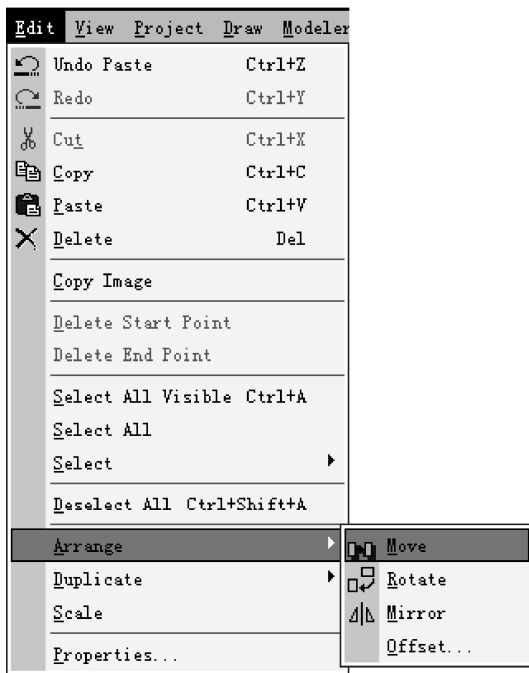 Edit View Project Draw Modeler
Undo Paste Ctrl+Z
Redo Ctrl+Y
Cut Ctrl+X
Copy Ctrl+C
Paste Ctrl+V
Delete Del
Copy Image
Delete Start Point
Delete End Point
Select All Visible Ctrl+A
Select All
Select
Deselect All Ctrl+Shift+A
Arrange
Move
Duplicate
Rotate
Scale
Mirror
Properties...
Offset...